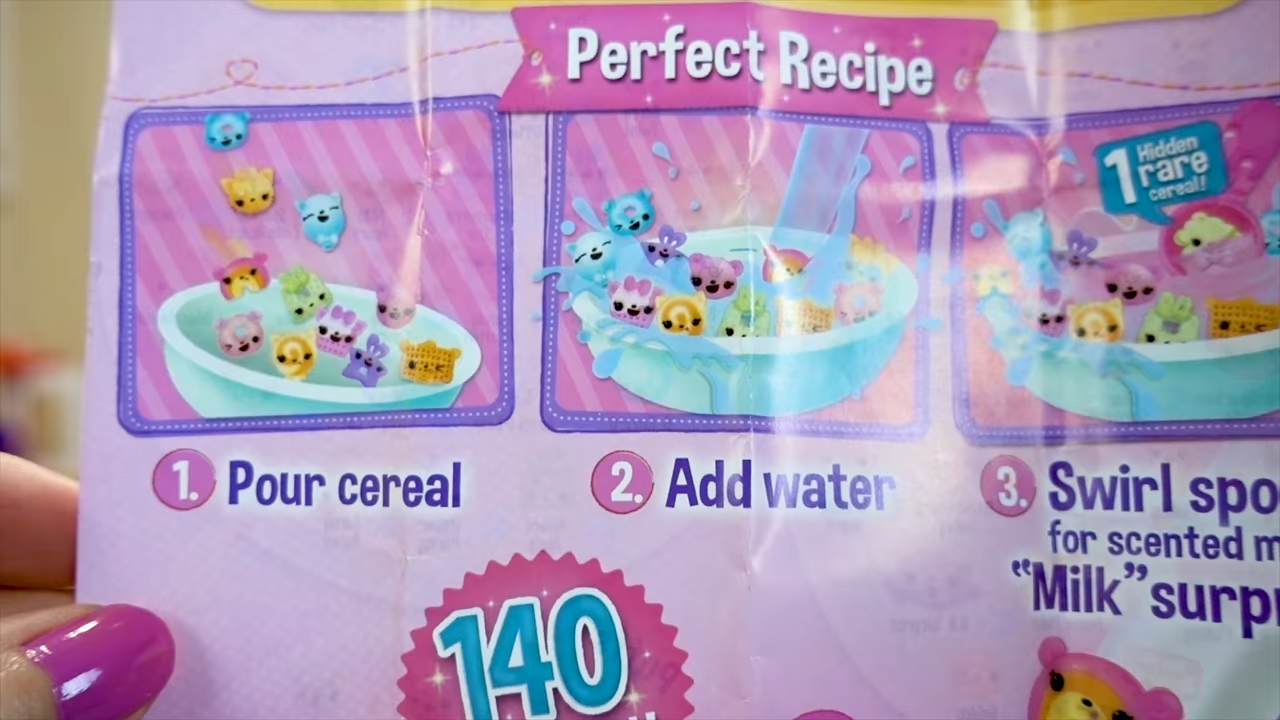 Perfect Recipe
1 Hidden
rare
cereal!
1. Pour cereal
2. Add water
3. Swirl spo
for scented m
"Milk" surp
140